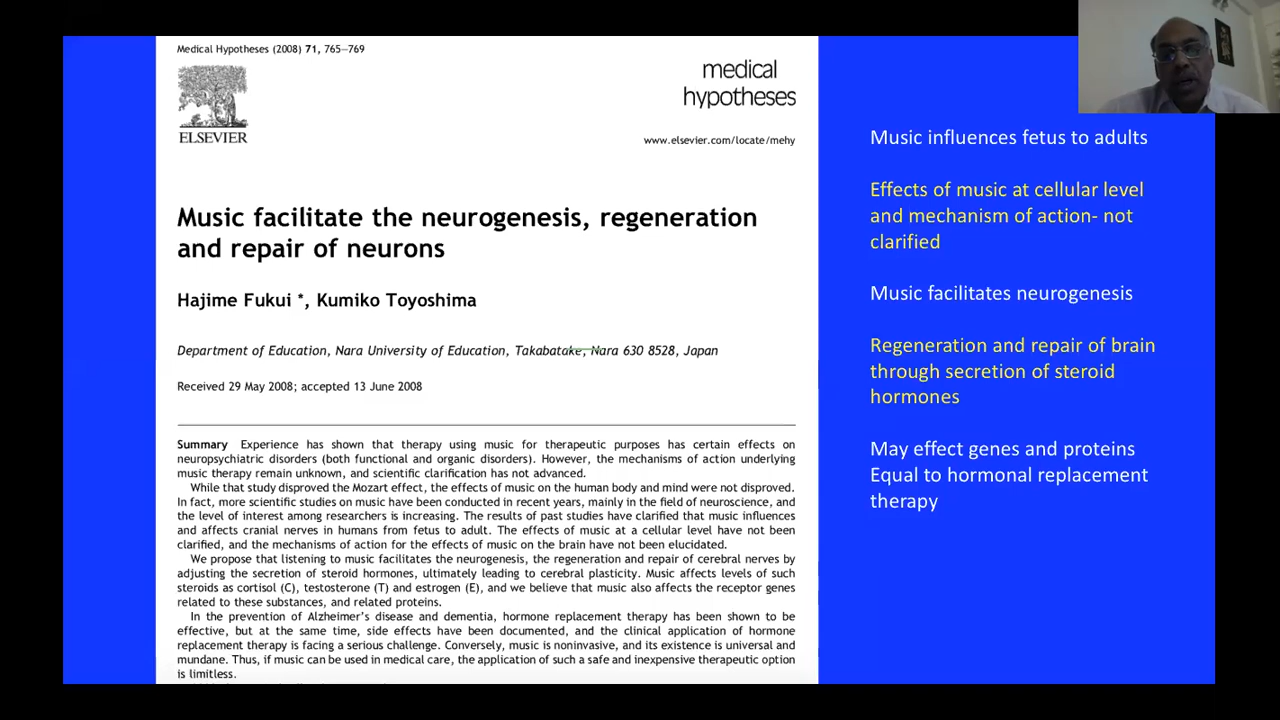 Medical Hypotheses (2008) 71, 765–769
ELSEVIER
medical
hypotheses
www.elsevier.com/locate/mehy
Music facilitate the neurogenesis, regeneration
and repair of neurons
Hajime Fukui *, Kumiko Toyoshima
Department of Education, Nara University of Education, Takabatake, Nara 630 8528, Japan
Received 29 May 2008; accepted 13 June 2008
Summary Experience has shown that therapy using music for therapeutic purposes has certain effects on
neuropsychiatric disorders (both functional and organic disorders). However, the mechanisms of action underlying
music therapy remain unknown, and scientific clarification has not advanced.
While that study disproved the Mozart effect, the effects of music on the human body and mind were not disproved.
In fact, more scientific studies on music have been conducted in recent years, mainly in the field of neuroscience, and
the level of interest among researchers is increasing. The results of past studies have clarified that music influences
and affects cranial nerves in humans from fetus to adult. The effects of music at a cellular level have not been
clarified, and the mechanisms of action for the effects of music on the brain have not been elucidated.
We propose that listening to music facilitates the neurogenesis, the regeneration and repair of cerebral nerves by
adjusting the secretion of steroid hormones, ultimately leading to cerebral plasticity. Music affects levels of such
steroids as cortisol (C), testosterone (T) and estrogen (E), and we believe that music also affects the receptor genes
related to these substances, and related proteins.
In the prevention of Alzheimer's disease and dementia, hormone replacement therapy has been shown to be
effective, but at the same time, side effects have been documented, and the clinical application of hormone
replacement therapy is facing a serious challenge. Conversely, music is noninvasive, and its existence is universal and
mundane. Thus, if music can be used in medical care, the application of such a safe and inexpensive therapeutic option
is limitless.
Music influences fetus to adults
Effects of music at cellular level
and mechanism of action- not
clarified
Music facilitates neurogenesis
Regeneration and repair of brain
through secretion of steroid
hormones
May effect genes and proteins
Equal to hormonal replacement
therapy